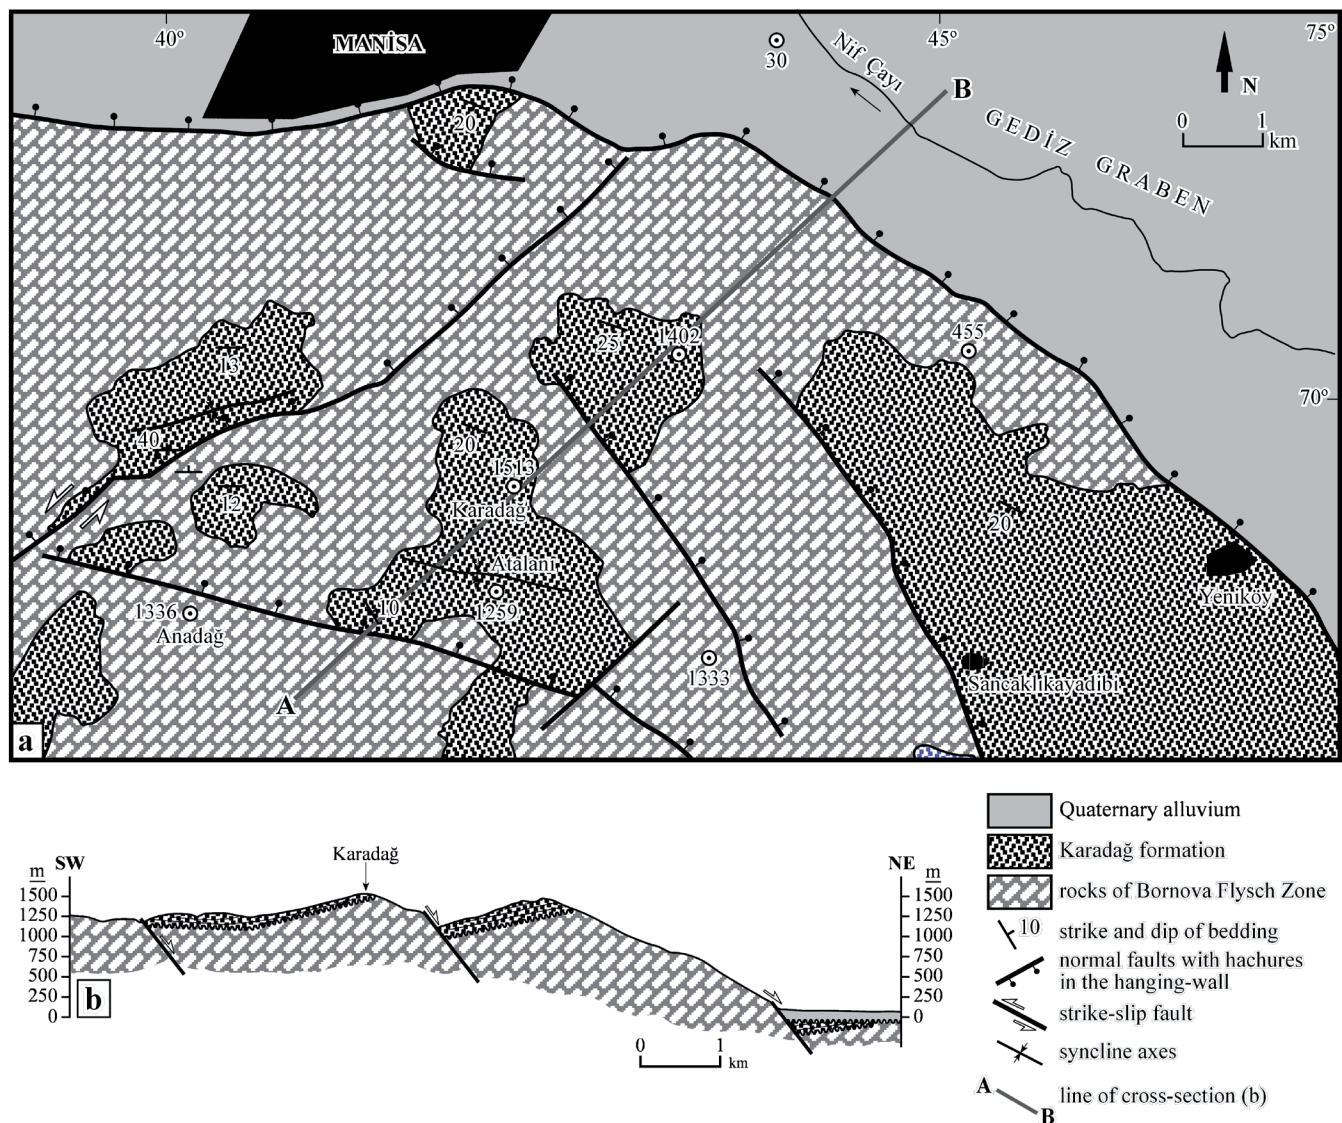 40º
MANİSA
30
Nif Çayı
45º
75º
B
N
GEDİZ GRABEN
0 1
km
20
13
40
12
25
1402
455
70º
20
1513
Karadağ
Atalanı
10
1259
1336
Anadağ
20
Yeniköy
Sancaklıkayadibi
1333
A
a
SW
m
1500
1250
1000
750
500
250
0
Karadağ
NE
m
1500
1250
1000
750
500
250
0
b
0 1
km
Quaternary alluvium
Karadağ formation
rocks of Bornova Flysch Zone
10 strike and dip of bedding
normal faults with hachures
in the hanging-wall
strike-slip fault
syncline axes
A B line of cross-section (b)